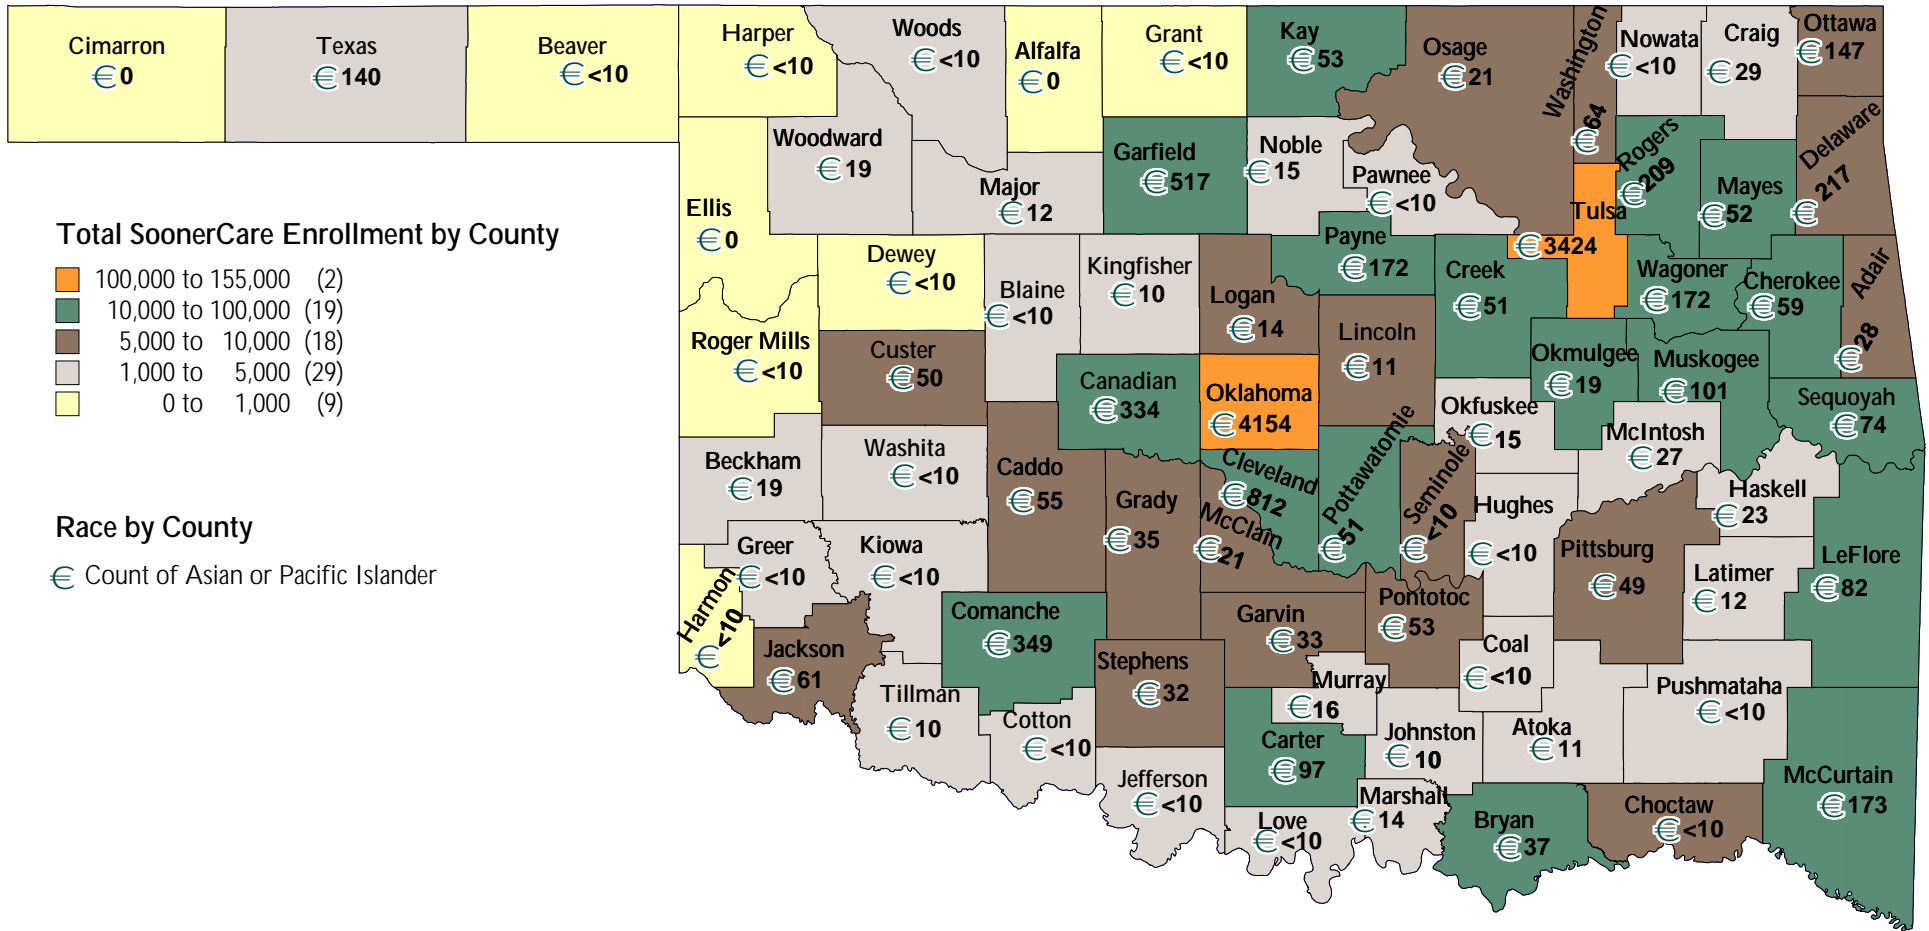 Cimarron
€ 0
Texas
€ 140
Beaver
€ <10
Harper
€ <10
Woods
€ <10
Alfalfa
€ 0
Grant
€ <10
Kay
€ 53
Osage
€ 21
Washington
€ 64
Nowata
€ <10
Craig
€ 29
Ottawa
€ 147
Woodward
€ 19
Major
€ 12
Garfield
€ 517
Noble
€ 15
Pawnee
€ <10
Rogers
€ 209
Mayes
€ 52
Delaware
€ 217
Ellis
€ 0
Dewey
€ <10
Blaine
€ <10
Kingfisher
€ 10
Logan
€ 14
Payne
€ 172
Creek
€ 51
Tulsa
€ 3424
Wagoner
€ 172
Cherokee
€ 59
Adair
€ 28
Total SoonerCare Enrollment by County
100,000 to 155,000 (2)
10,000 to 100,000 (19)
5,000 to 10,000 (18)
1,000 to 5,000 (29)
0 to 1,000 (9)
Roger Mills
€ <10
Custer
€ 50
Canadian
€ 334
Oklahoma
€ 4154
Lincoln
€ 11
Okmulgee
€ 19
Muskogee
€ 101
Sequoyah
€ 74
Beckham
€ 19
Washita
€ <10
Caddo
€ 55
Grady
€ 35
Cleveland
€ 812
McClain
€ 21
Pottawatomie
€ 51
Seminole
€ <10
Okfuskee
€ 15
McIntosh
€ 27
Hughes
€ <10
Haskell
€ 23
Pittsburg
€ 49
Latimer
€ 12
LeFlore
€ 82
Race by County
€ Count of Asian or Pacific Islander
Harmon
€ <10
Greer
€ <10
Kiowa
€ <10
Jackson
€ 61
Comanche
€ 349
Tillman
€ 10
Cotton
€ <10
Stephens
€ 32
Garvin
€ 33
Pontotoc
€ 53
Murray
€ 16
Coal
€ <10
Carter
€ 97
Johnston
€ 10
Atoka
€ 11
Pushmataha
€ <10
Jefferson
€ <10
Love
€ <10
Marshall
€ 14
Bryan
€ 37
Choctaw
€ <10
McCurtain
€ 173